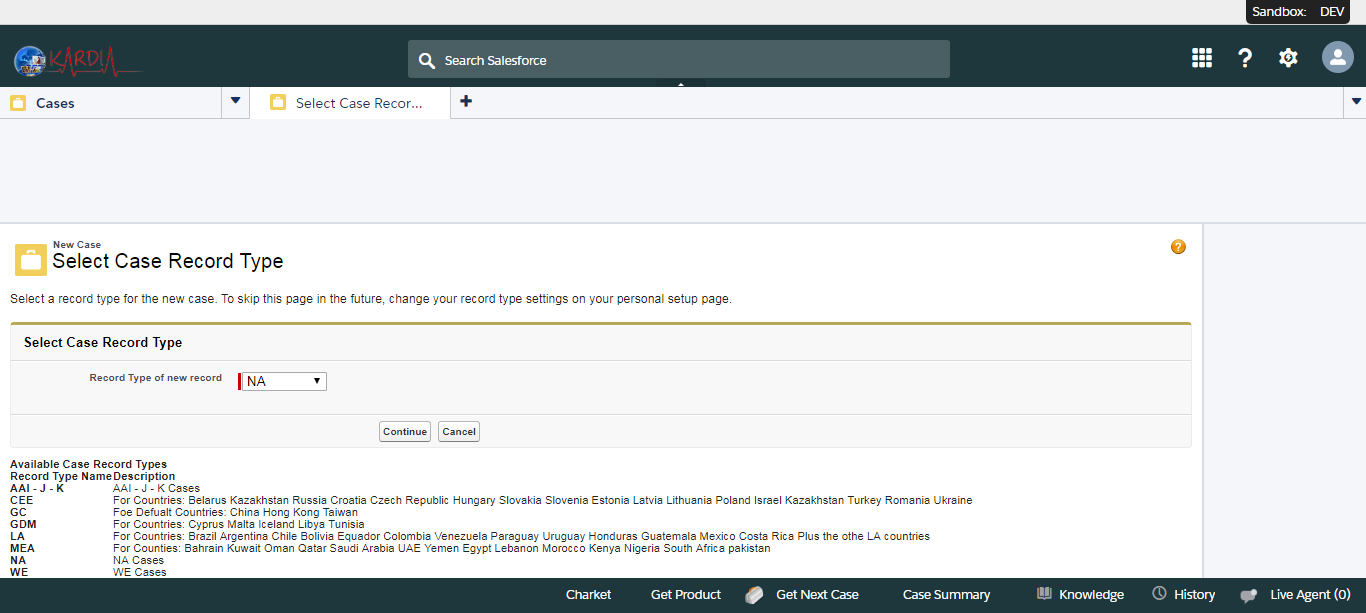 Sandbox: DEV
KARDIA
Search Salesforce
Cases
Select Case Recor...
New Case
Select Case Record Type
Select a record type for the new case. To skip this page in the future, change your record type settings on your personal setup page.
Select Case Record Type
Record Type of new record NA
Continue Cancel
Available Case Record Types
Record Type Name Description
AAI - J - K AAI - J - K Cases
CEE For Countries: Belarus Kazakhstan Russia Croatia Czech Republic Hungary Slovakia Slovenia Estonia Latvia Lithuania Poland Israel Kazakhstan Turkey Romania Ukraine
GC Foe Defualt Countries: China Hong Kong Taiwan
GDM For Countries: Cyprus Malta Iceland Libya Tunisia
LA For Countries: Brazil Argentina Chile Bolivia Equador Colombia Venezuela Paraguay Uruguay Honduras Guatemala Mexico Costa Rica Plus the othe LA countries
MEA For Counties: Bahrain Kuwait Oman Qatar Saudi Arabia UAE Yemen Egypt Lebanon Morocco Kenya Nigeria South Africa pakistan
NA NA Cases
WE WE Cases
Charket Get Product Get Next Case Case Summary Knowledge History Live Agent (0)